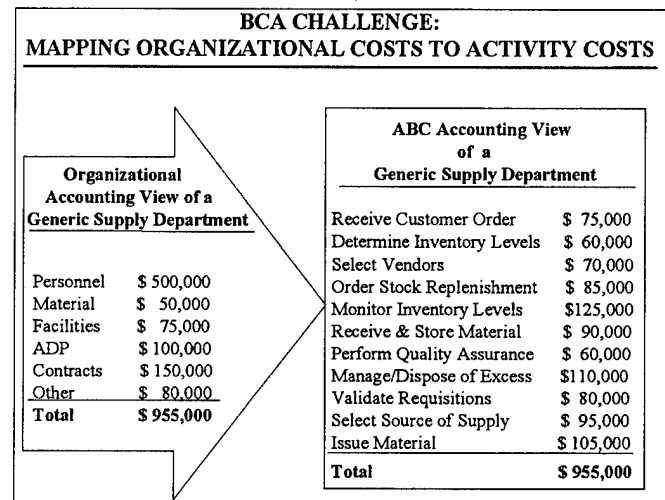 BCA CHALLENGE:
MAPPING ORGANIZATIONAL COSTS TO ACTIVITY COSTS
Organizational
Accounting View of a
Generic Supply Department
Personnel $ 500,000
Material $ 50,000
Facilities $ 75,000
ADP $ 100,000
Contracts $ 150,000
Other $ 80,000
Total $ 955,000
ABC Accounting View
of a
Generic Supply Department
Receive Customer Order $ 75,000
Determine Inventory Levels $ 60,000
Select Vendors $ 70,000
Order Stock Replenishment $ 85,000
Monitor Inventory Levels $125,000
Receive & Store Material $ 90,000
Perform Quality Assurance $ 60,000
Manage/Dispose of Excess $110,000
Validate Requisitions $ 80,000
Select Source of Supply $ 95,000
Issue Material $ 105,000
Total $ 955,000